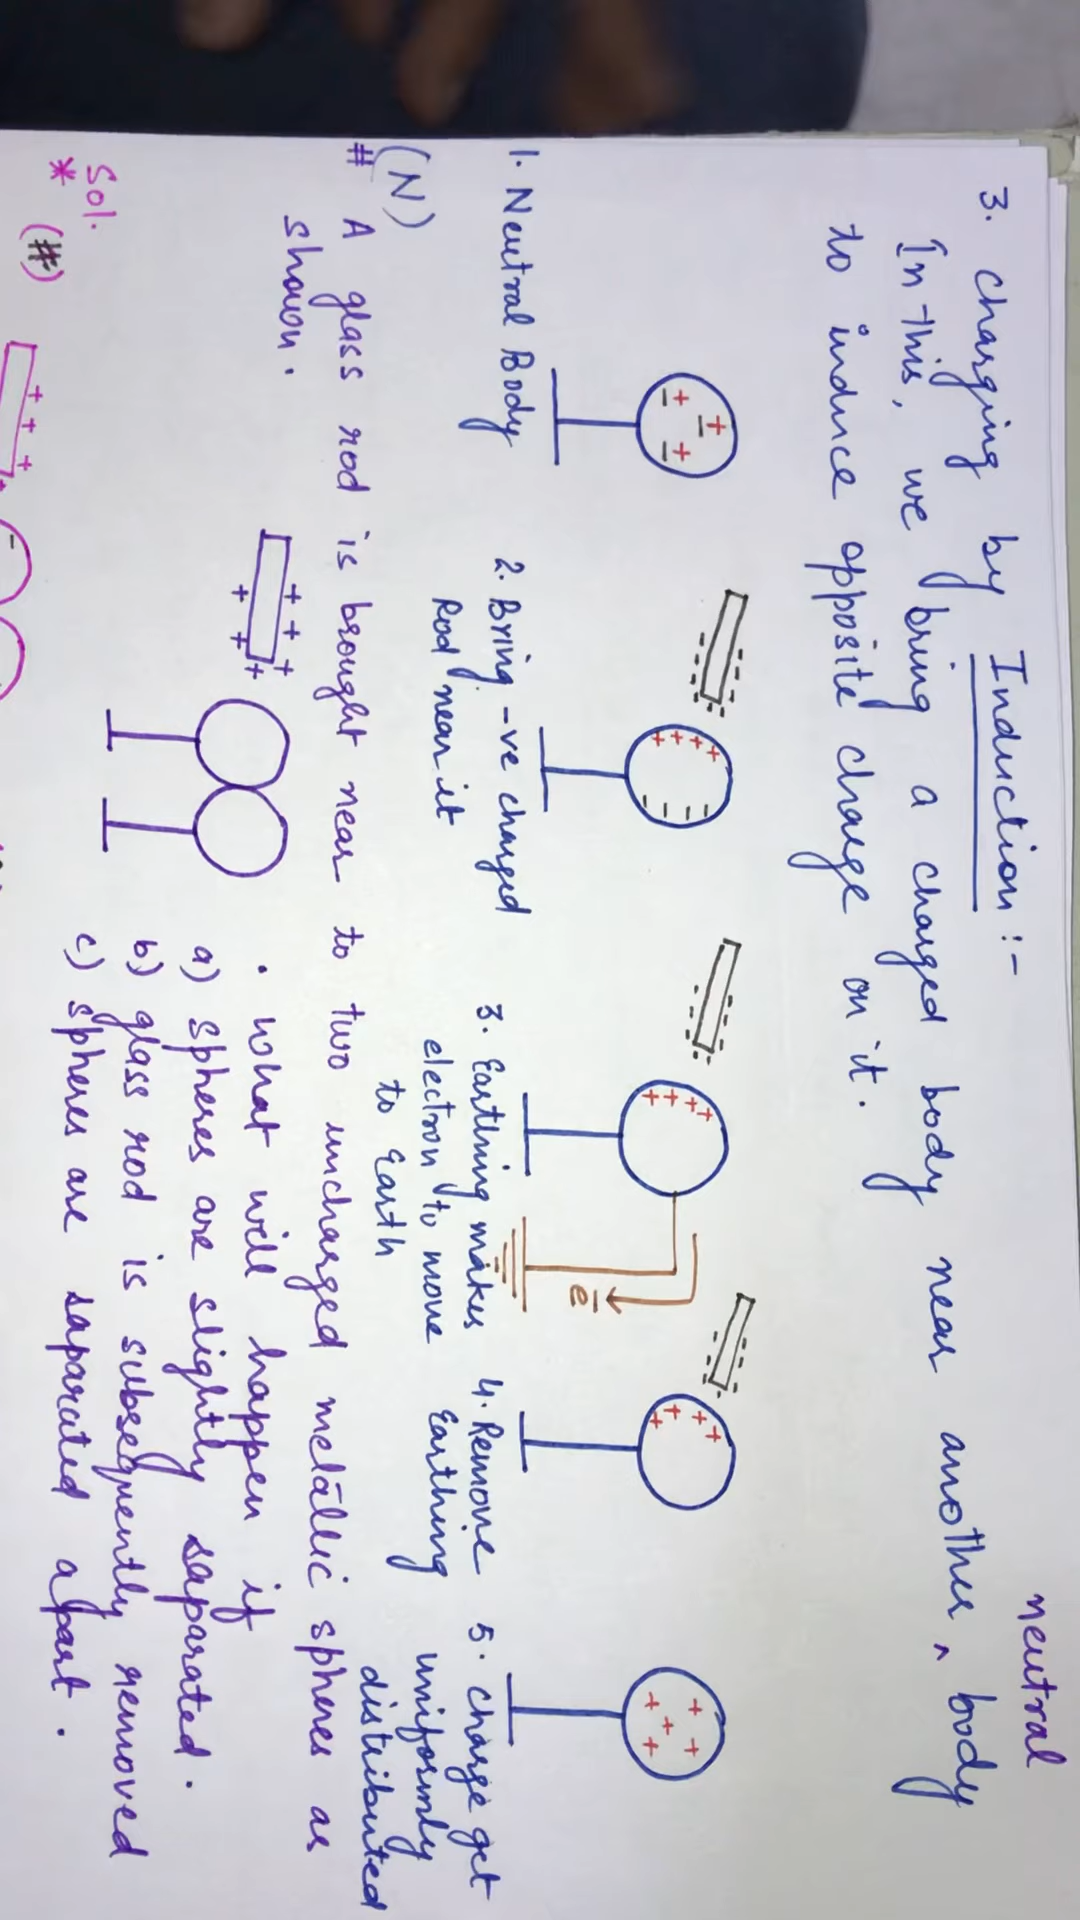 neutral
3. charging by Induction :-
In this, we bring a charged body near another ^ body
to induce opposite charge on it.
1. Neutral Body
2. Bring -ve charged
Rod near it
3. Earthing makes
electron to move
to Earth
e-
4. Remove
Earthing
5. charge get
uniformly
distributed
(N)
# A glass rod is brought near to two uncharged metallic spheres as
shown.
• what will happen if
a) spheres are slightly saparated.
b) glass rod is subsequently removed
c) spheres are saparated apart.
Sol.
* (#)